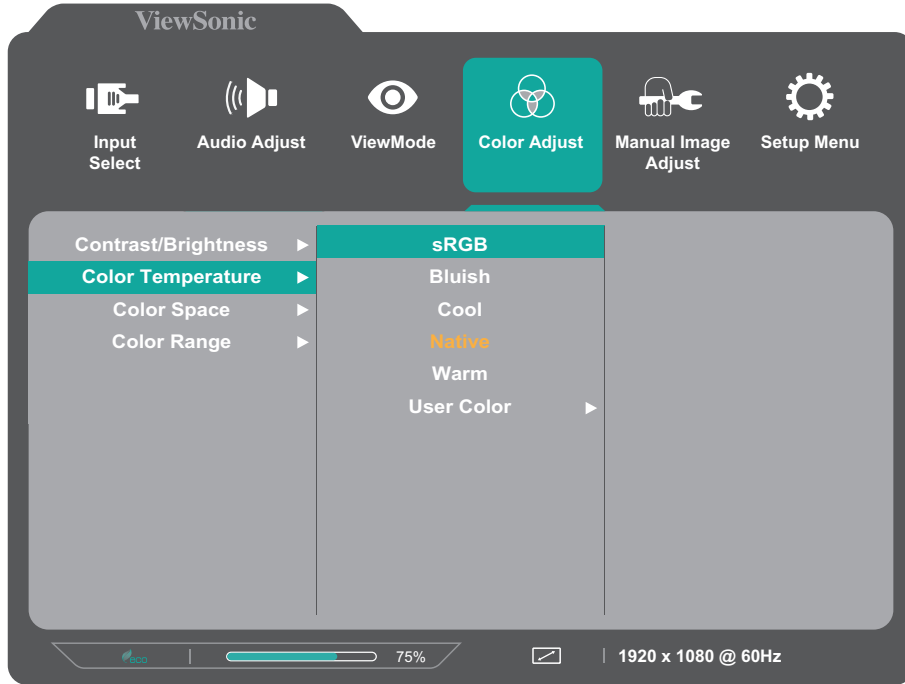 ViewSonic
Input
Select
Audio Adjust
ViewMode
Color Adjust
Manual Image
Adjust
Setup Menu
Contrast/Brightness
Color Temperature
Color Space
Color Range
sRGB
Bluish
Cool
Native
Warm
User Color
eco
75%
1920 x 1080 @ 60Hz